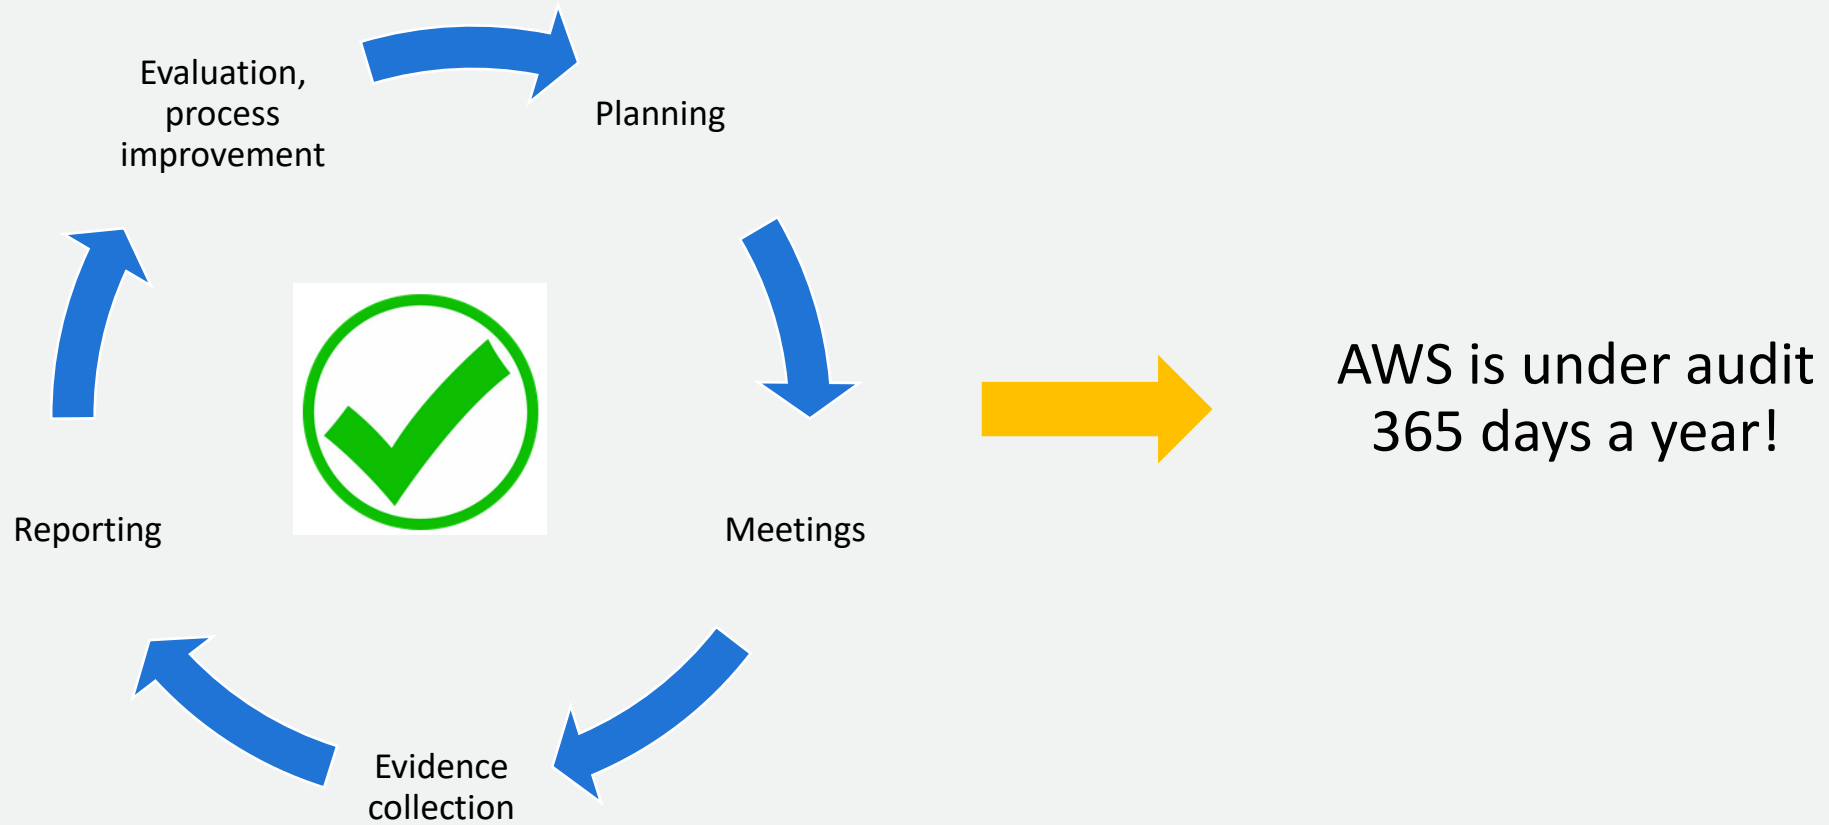 Evaluation,
process
improvement
Planning
Meetings
Evidence
collection
Reporting
AWS is under audit
365 days a year!